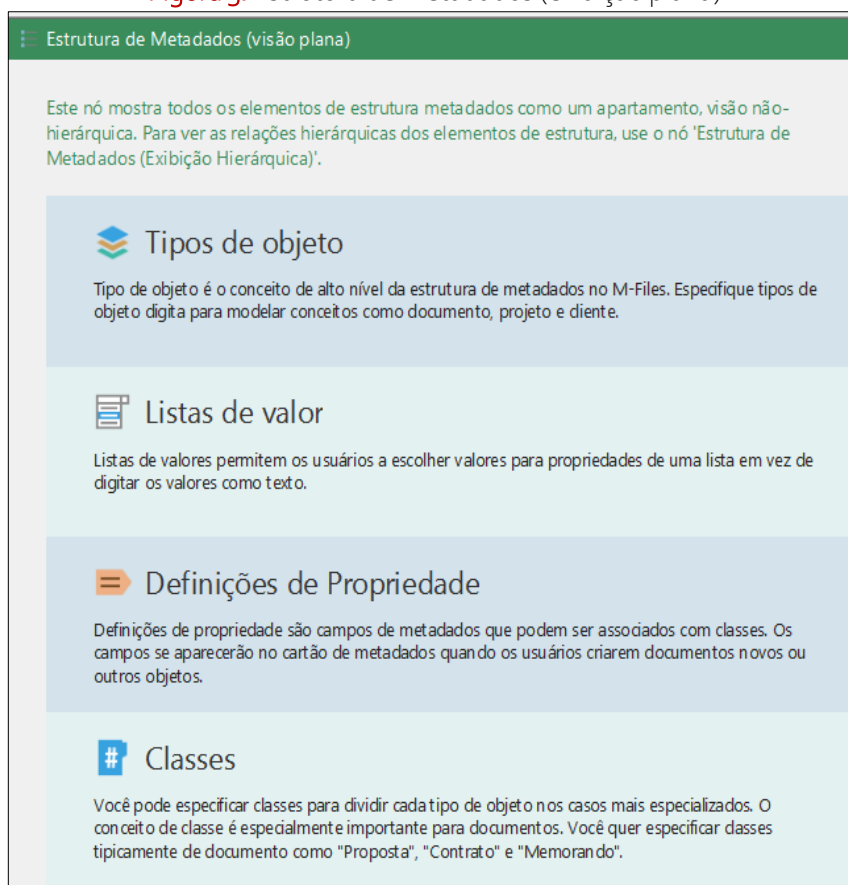 Estrutura de Metadados (visão plana)
Este nó mostra todos os elementos de estrutura metadados como um apartamento, visão não-
hierárquica. Para ver as relações hierárquicas dos elementos de estrutura, use o nó 'Estrutura de
Metadados (Exibição Hierárquica)'.
Tipos de objeto
Tipo de objeto é o conceito de alto nível da estrutura de metadados no M-Files. Especifique tipos de
objeto digita para modelar conceitos como documento, projeto e cliente.
Listas de valor
Listas de valores permitem os usuários a escolher valores para propriedades de uma lista em vez de
digitar os valores como texto.
Definições de Propriedade
Definições de propriedade são campos de metadados que podem ser associados com classes. Os
campos se aparecerão no cartão de metadados quando os usuários criarem documentos novos ou
outros objetos.
Classes
Você pode especificar classes para dividir cada tipo de objeto nos casos mais especializados. O
conceito de classe é especialmente importante para documentos. Você quer especificar classes
tipicamente de documento como "Proposta", "Contrato" e "Memorando".